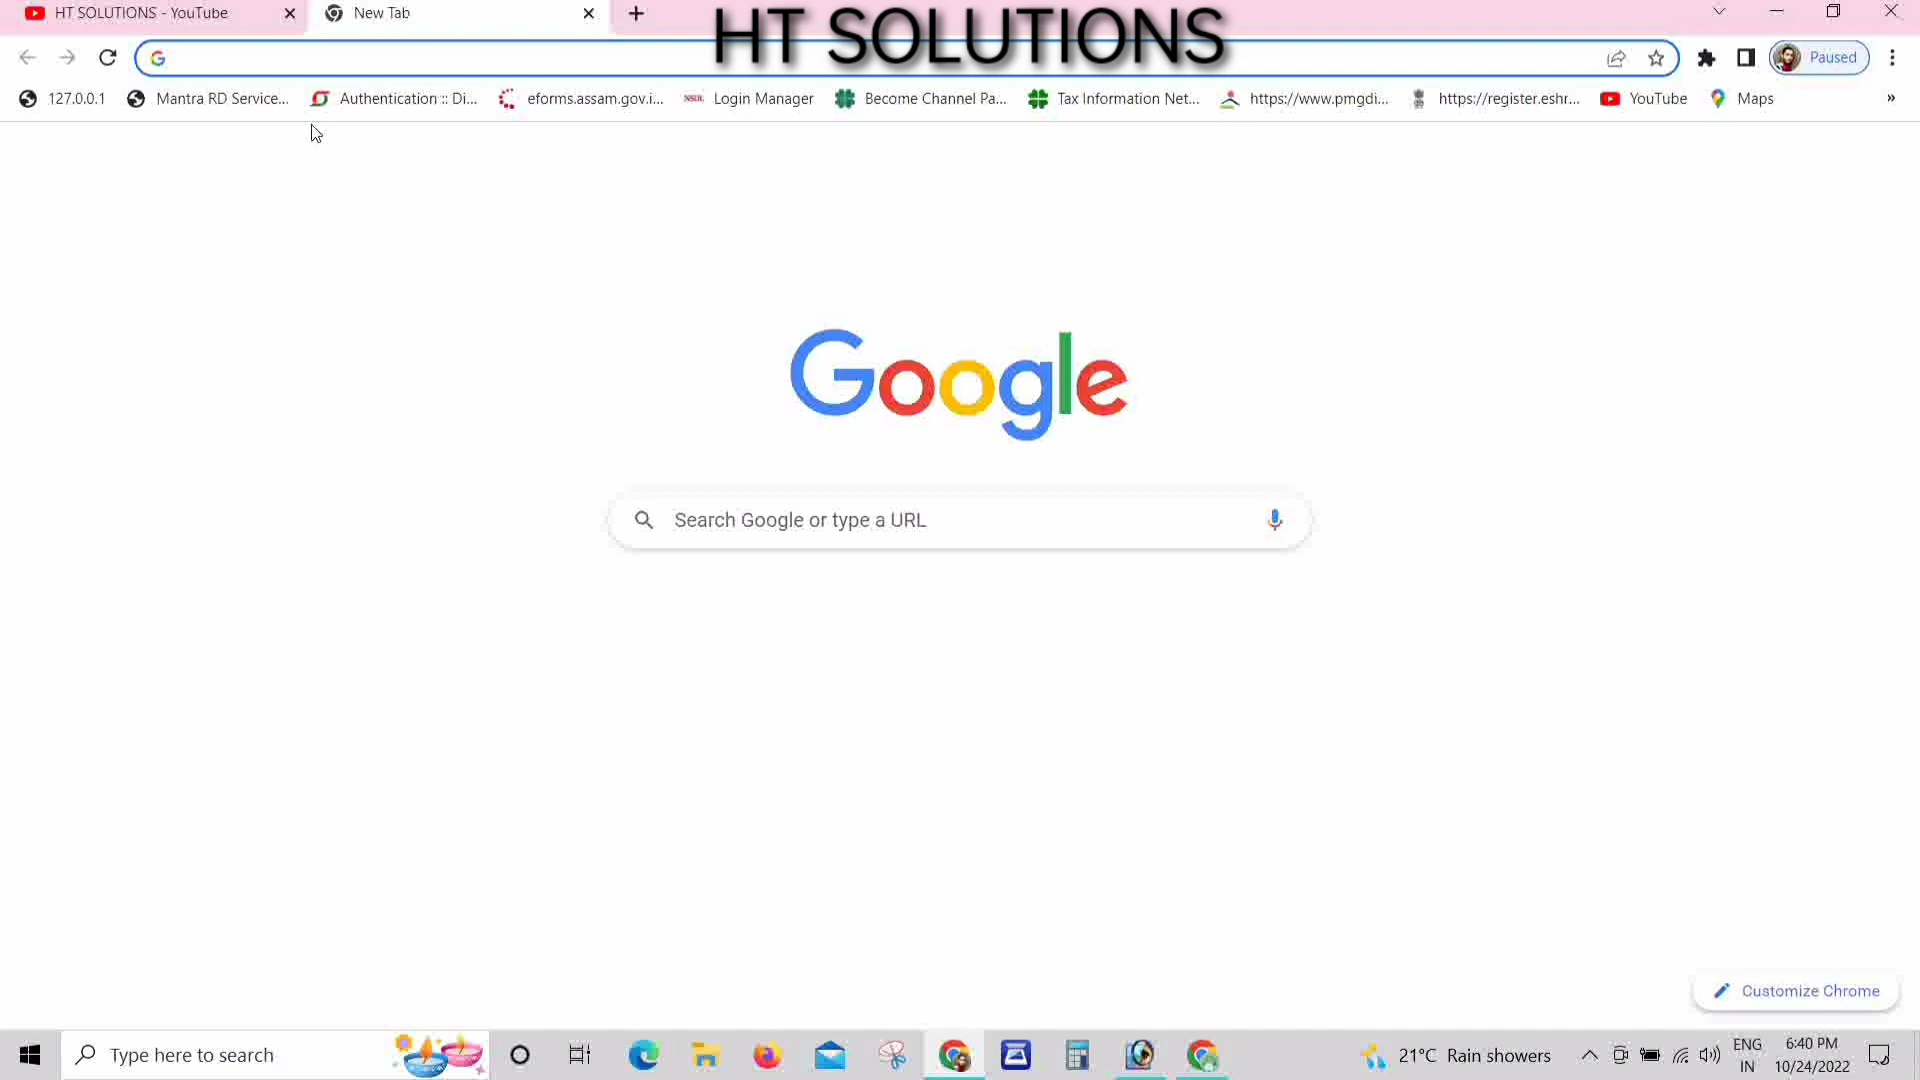 HT SOLUTIONS - YouTube
New Tab
HT SOLUTIONS
Paused
127.0.0.1
Mantra RD Service...
Authentication :: Di...
eforms.assam.gov.i...
NSDL
Login Manager
Become Channel Pa...
Tax Information Net...
https://www.pmgdi...
https://register.eshr...
YouTube
Maps
»
Google
Search Google or type a URL
Customize Chrome
Type here to search
21°C Rain showers
ENG
IN
6:40 PM
10/24/2022